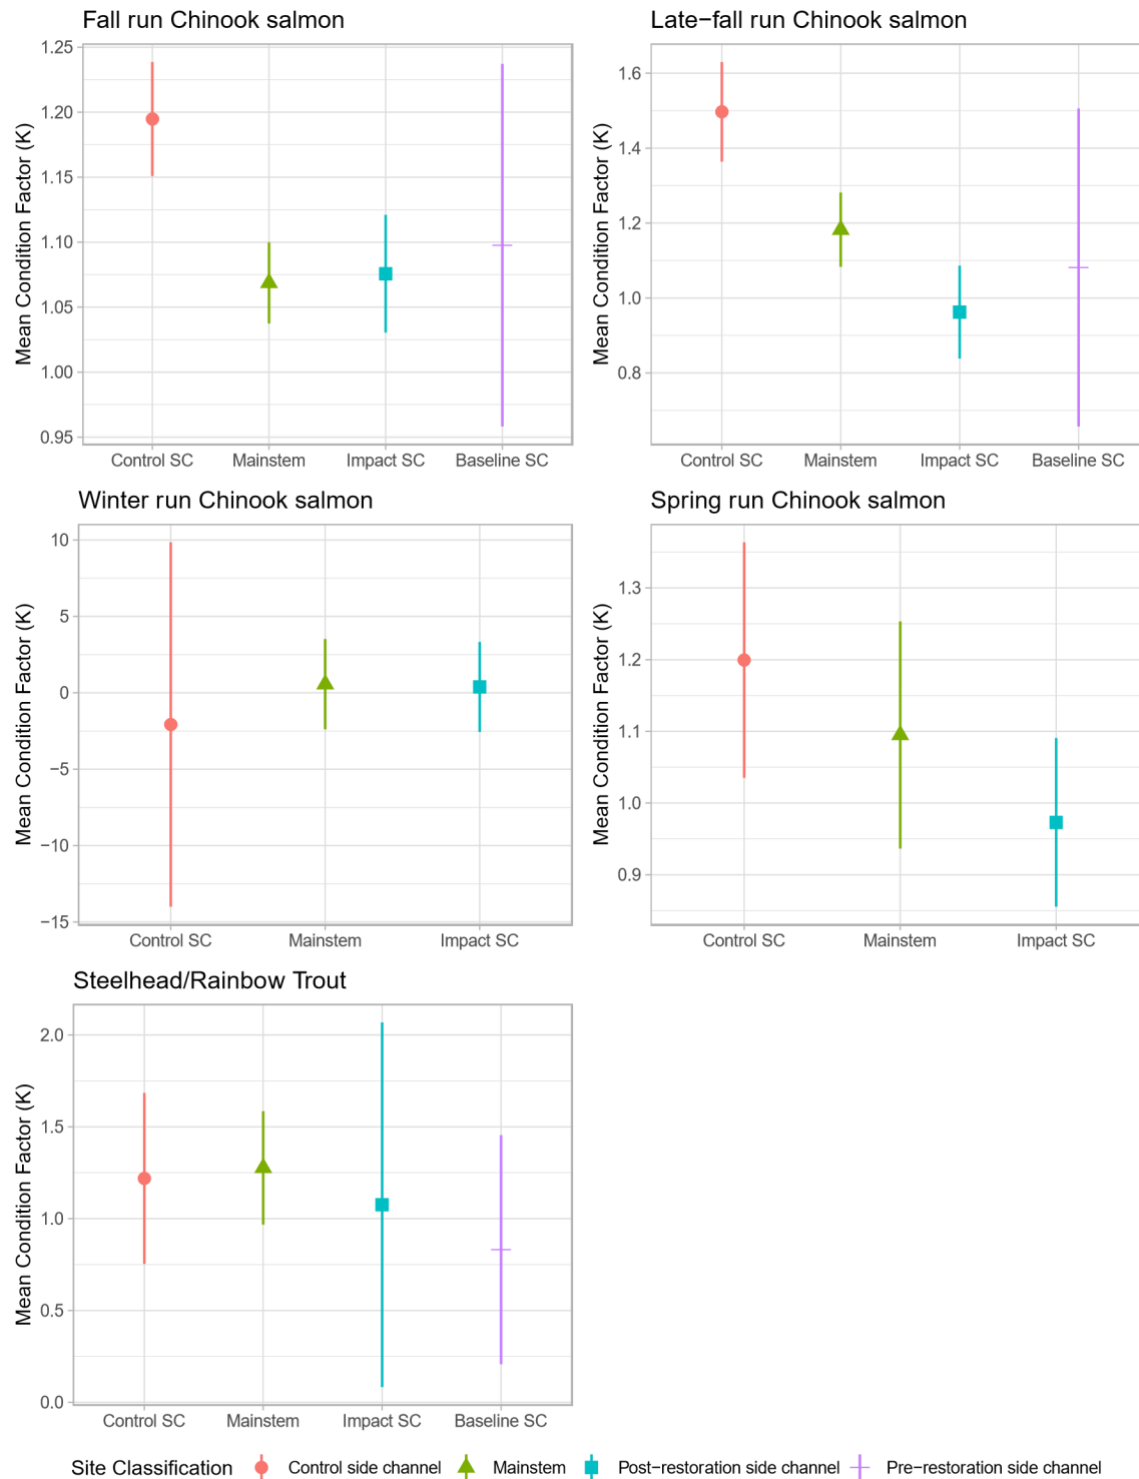 Fall run Chinook salmon
Mean Condition Factor (K)
1.25
1.20
1.15
1.10
1.05
1.00
0.95
Control SC Mainstem Impact SC Baseline SC
Late−fall run Chinook salmon
Mean Condition Factor (K)
1.6
1.4
1.2
1.0
0.8
Control SC Mainstem Impact SC Baseline SC
Winter run Chinook salmon
Mean Condition Factor (K)
10
5
0
−5
−10
−15
Control SC Mainstem Impact SC
Spring run Chinook salmon
Mean Condition Factor (K)
1.3
1.2
1.1
1.0
0.9
Control SC Mainstem Impact SC
Steelhead/Rainbow Trout
Mean Condition Factor (K)
2.0
1.5
1.0
0.5
0.0
Control SC Mainstem Impact SC Baseline SC
Site Classification Control side channel Mainstem Post−restoration side channel Pre−restoration side channel